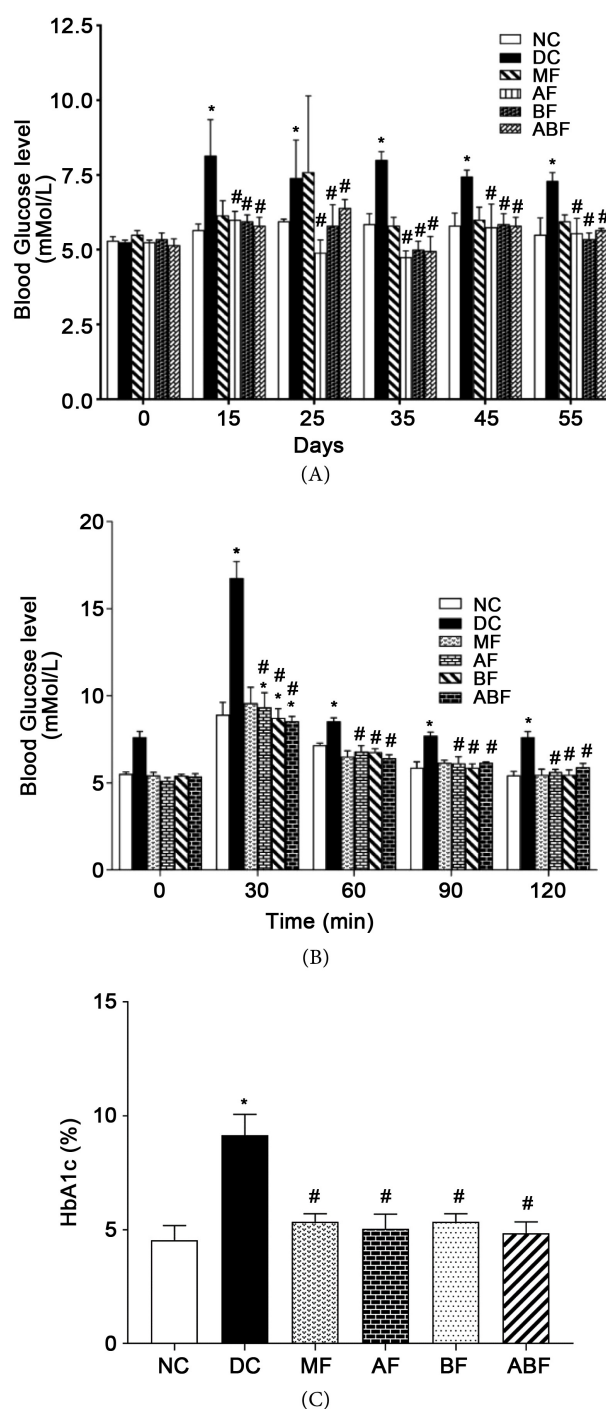 12.5
10.0
7.5
5.0
2.5
0.0
Blood Glucose level
(mMol/L)
NC
DC
MF
AF
BF
ABF
* # # #
* # # #
* # # #
* # # #
* # # #
0 15 25 35 45 55
Days
(A)
20
15
10
5
0
Blood Glucose level
(mMol/L)
NC
DC
MF
AF
BF
ABF
*
# # #
* * *
* # # #
* # # #
* # # #
0 30 60 90 120
Time (min)
(B)
15
10
5
0
HbA1c (%)
* # # # #
NC DC MF AF BF ABF
(C)